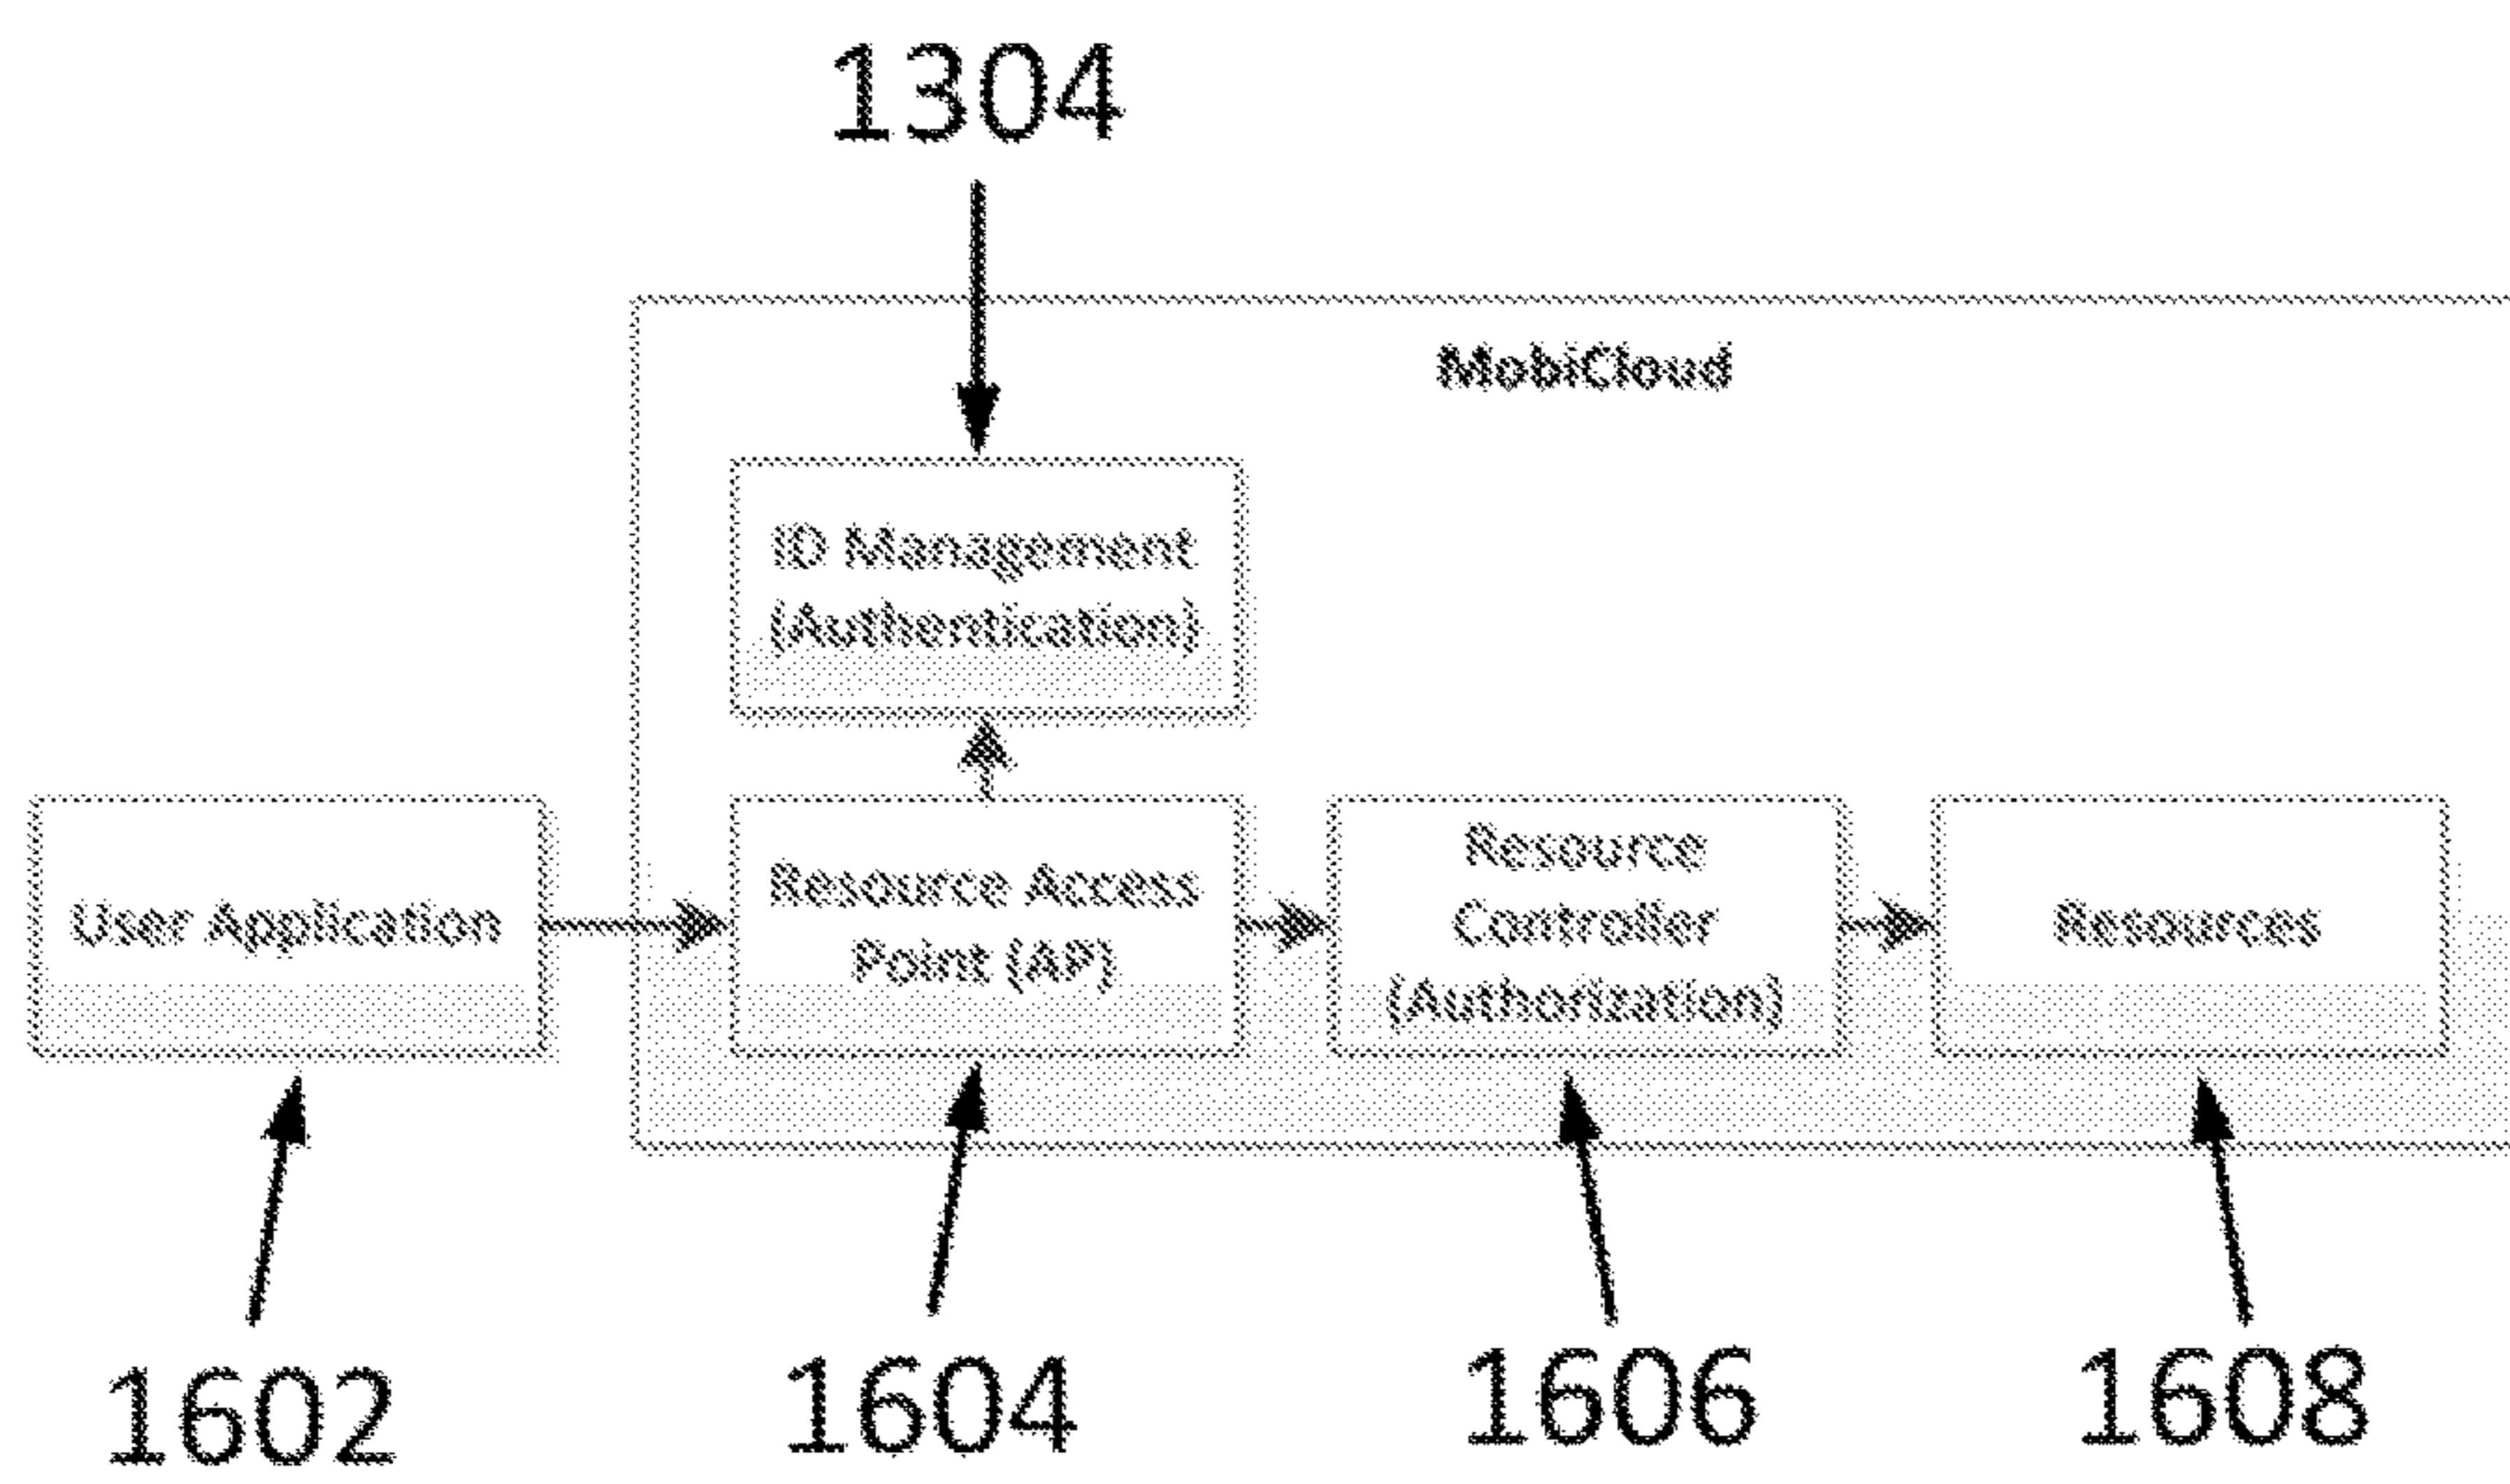 1304
MobiCloud
ID Management
(Authentication)
User Application
Resource Access
Point (AP)
Resource
Controller
(Authorization)
Resources
1602
1604
1606
1608